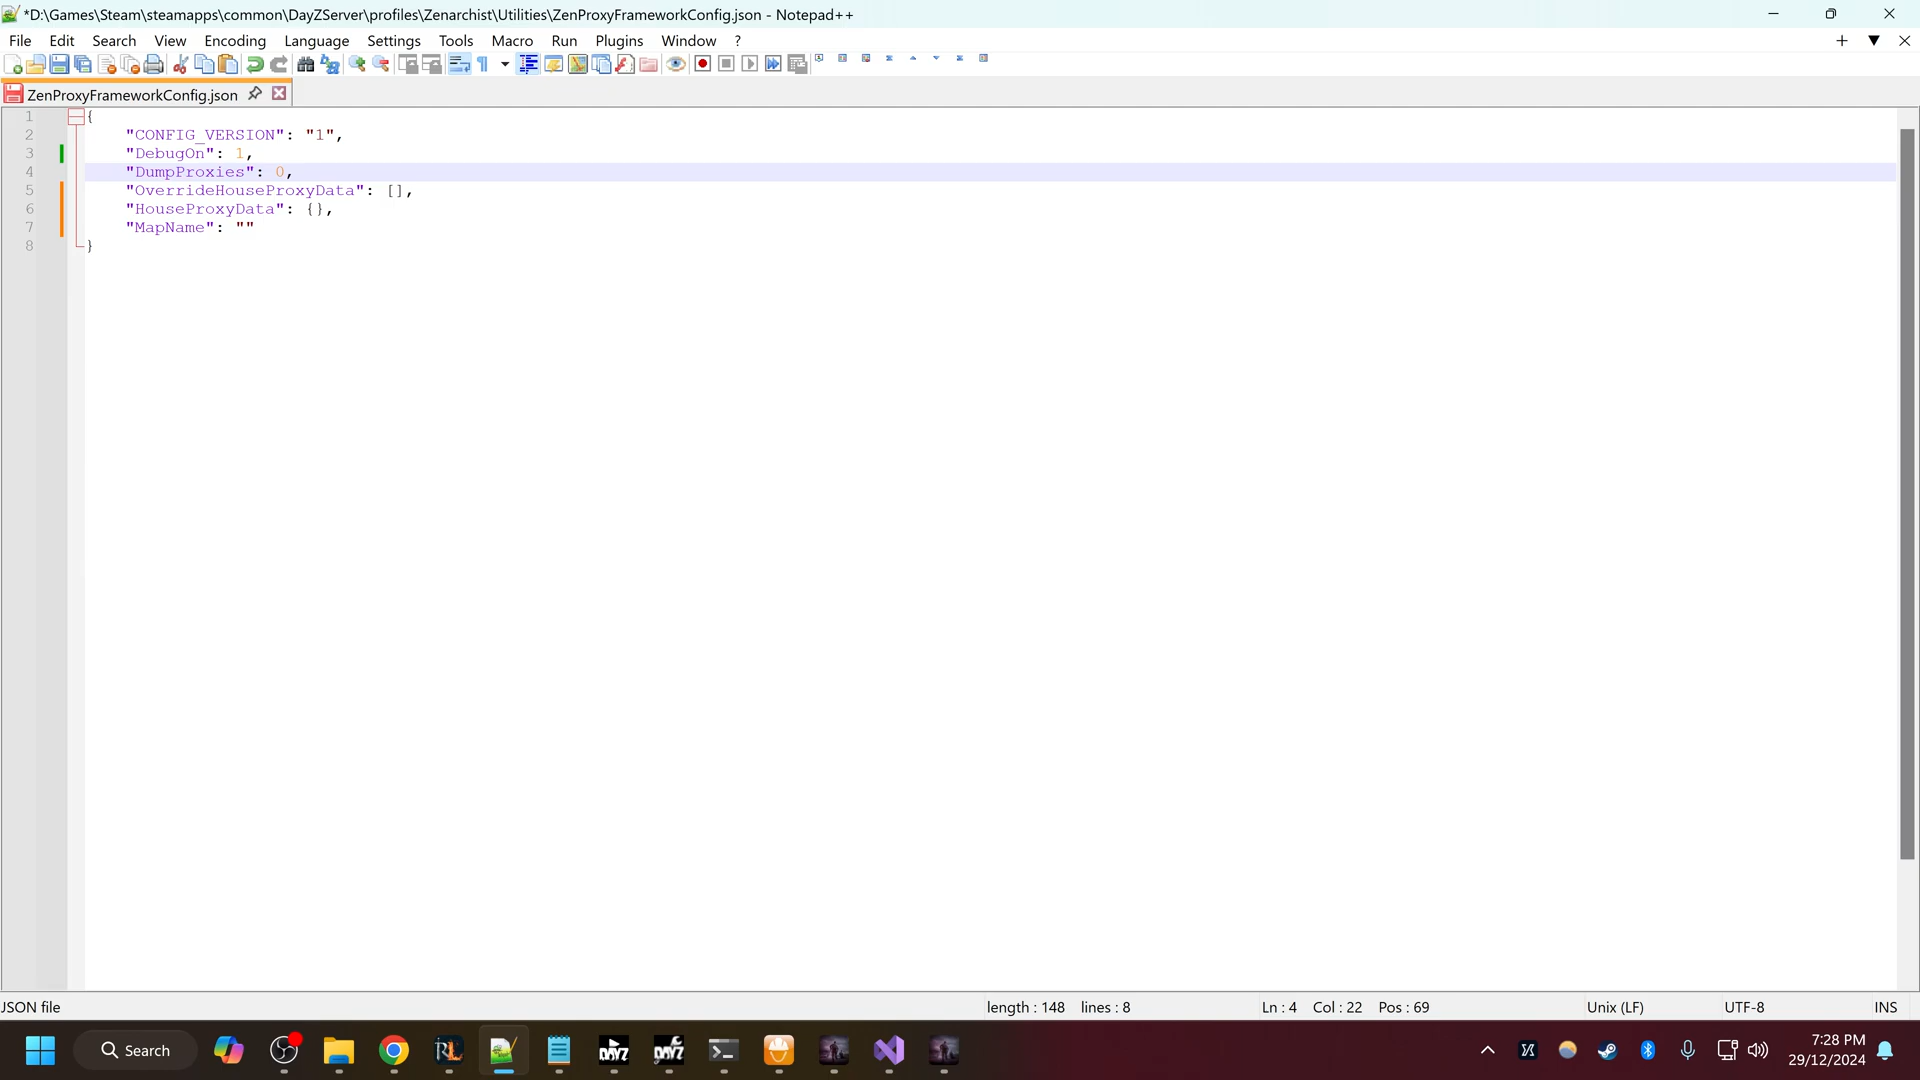 *D:\Games\Steam\steamapps\common\DayZServer\profiles\Zenarchist\Utilities\ZenProxyFrameworkConfig.json - Notepad++
File Edit Search View Encoding Language Settings Tools Macro Run Plugins Window ?
ZenProxyFrameworkConfig.json
1 {
2 "CONFIG_VERSION": "1",
3 "DebugOn": 1,
4 "DumpProxies": 0,
5 "OverrideHouseProxyData": [],
6 "HouseProxyData": {},
7 "MapName": ""
8 }
JSON file length : 148 lines : 8 Ln : 4 Col : 22 Pos : 69 Unix (LF) UTF-8 INS
Search
DAYZ
DAYZ
7:28 PM
29/12/2024